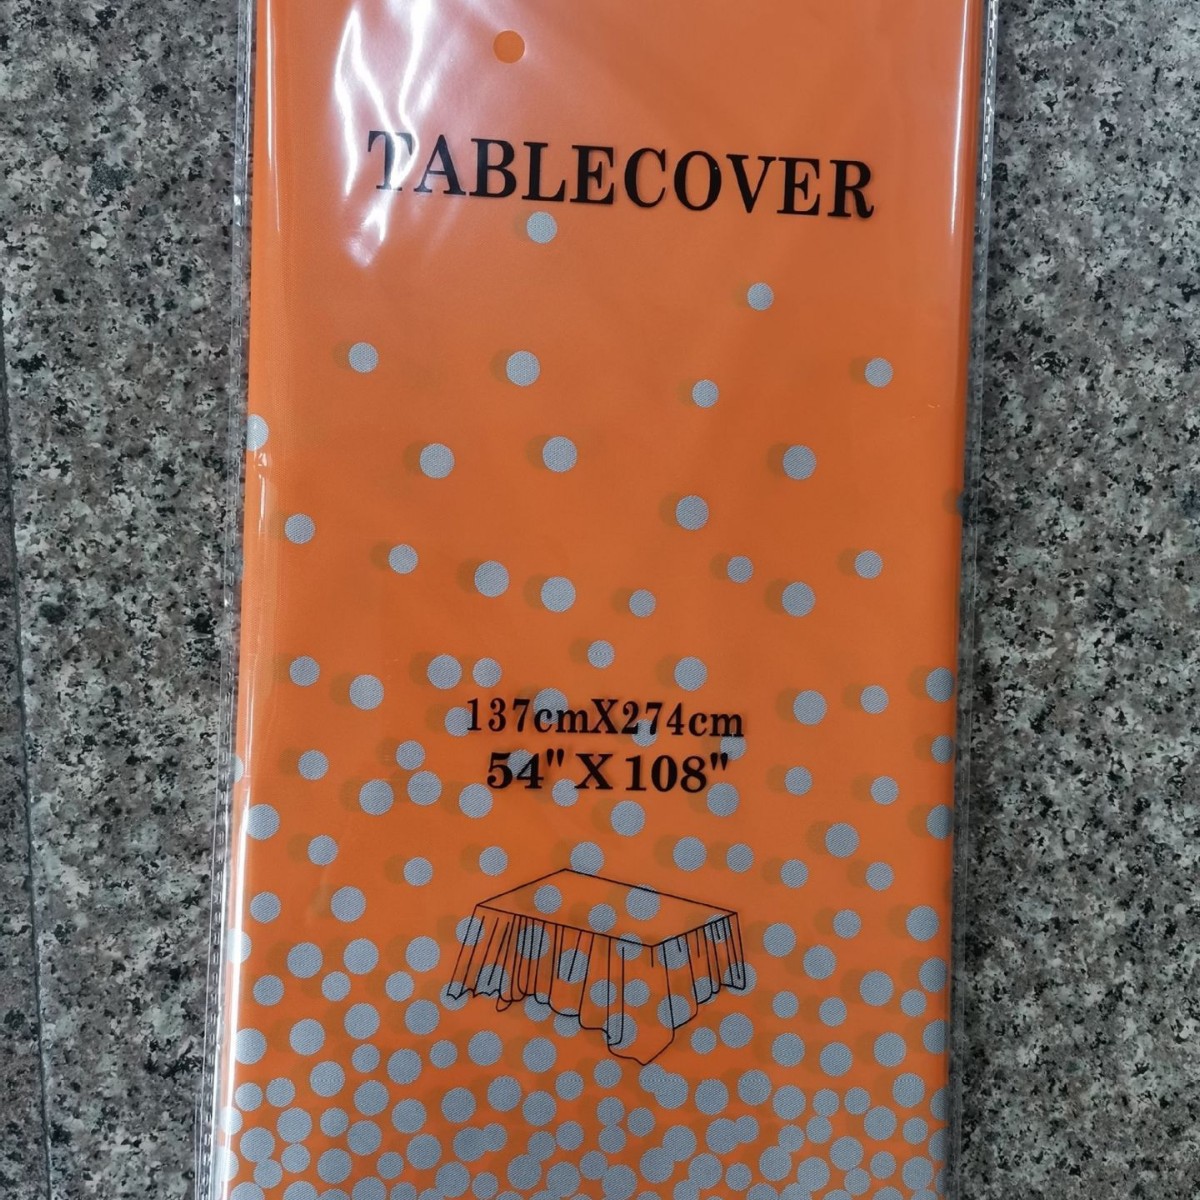 TABLECOVER
137cmX274cm
54" X 108"